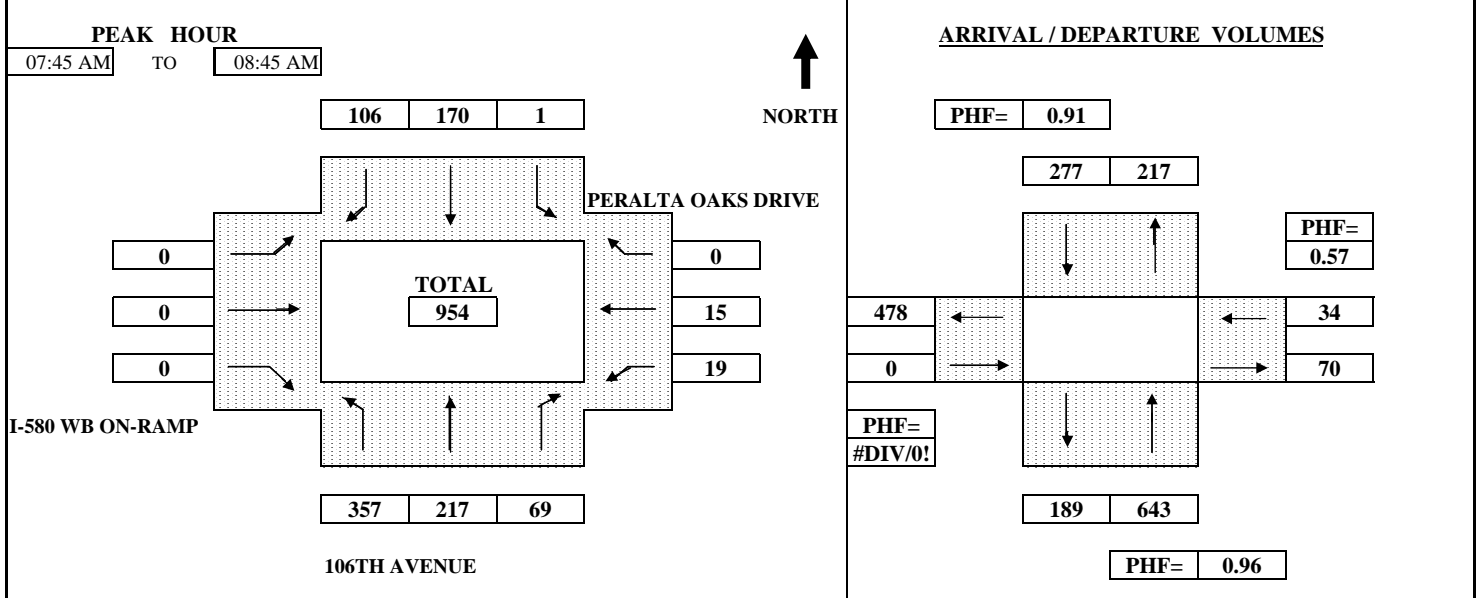 PEAK HOUR
07:45 AM TO 08:45 AM
106 170 1
NORTH
PERALTA OAKS DRIVE
0 0
TOTAL
0 954 15
0 19
I-580 WB ON-RAMP
357 217 69
106TH AVENUE
ARRIVAL / DEPARTURE VOLUMES
PHF= 0.91
277 217
PHF=
0.57
478 34
0 70
PHF=
#DIV/0!
189 643
PHF= 0.96